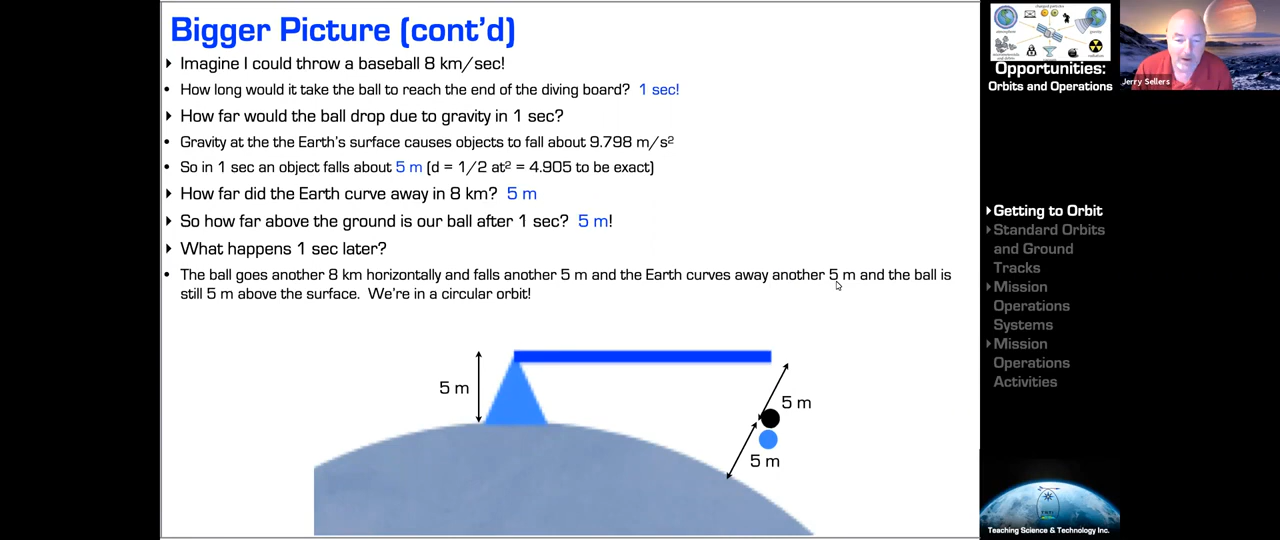 Bigger Picture (cont'd)
Imagine I could throw a baseball 8 km/sec!
How long would it take the ball to reach the end of the diving board? 1 sec!
How far would the ball drop due to gravity in 1 sec?
Gravity at the the Earth's surface causes objects to fall about 9.798 m/s²
So in 1 sec an object falls about 5 m (d = 1/2 at² = 4.905 to be exact)
How far did the Earth curve away in 8 km? 5 m
So how far above the ground is our ball after 1 sec? 5 m!
What happens 1 sec later?
The ball goes another 8 km horizontally and falls another 5 m and the Earth curves away another 5 m and the ball is
still 5 m above the surface. We're in a circular orbit!
5 m
5 m
5 m
Opportunities:
Orbits and Operations
Jerry Sellers
Getting to Orbit
Standard Orbits
and Ground
Tracks
Mission
Operations
Systems
Mission
Operations
Activities
Teaching Science & Technology Inc.